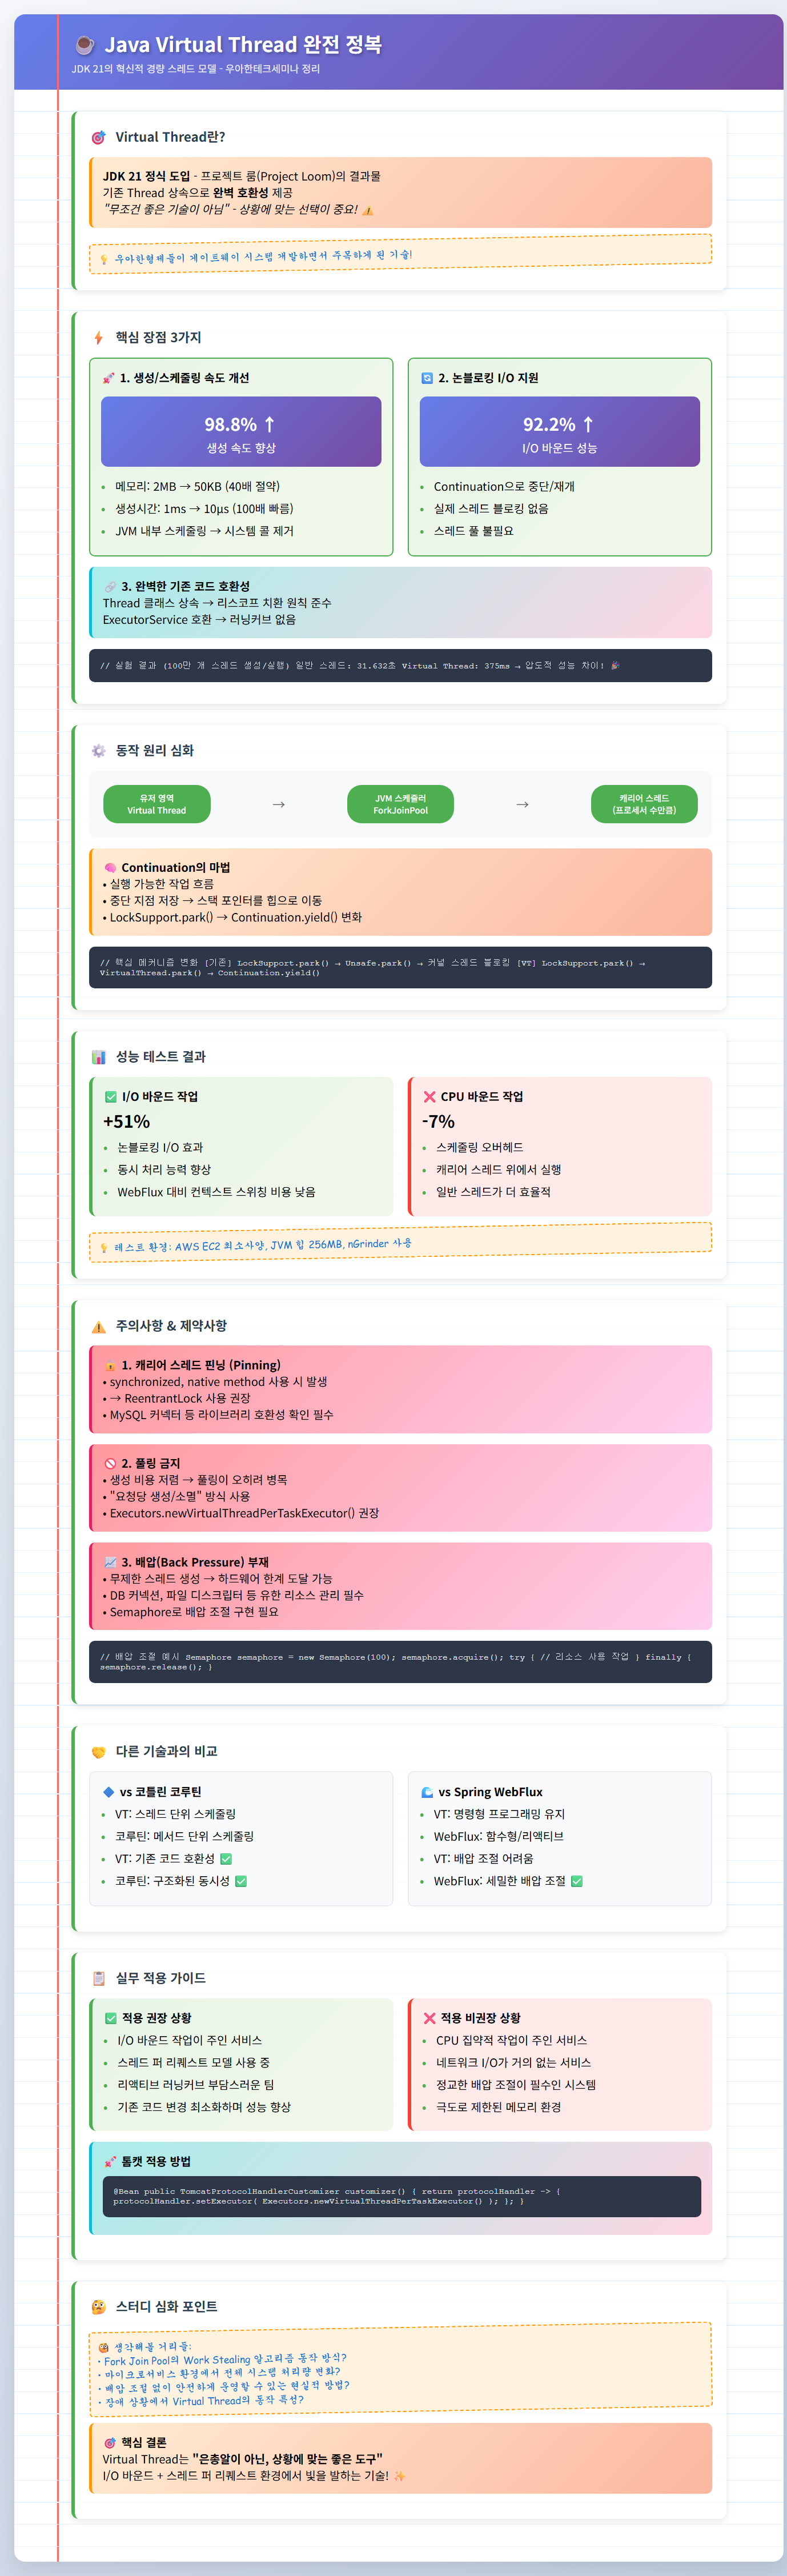 ☕ Java Virtual Thread 완전 정복
JDK 21의 혁신적 경량 스레드 모델 - 우아한테크세미나 정리
🎯 Virtual Thread란?
JDK 21 정식 도입 - 프로젝트 룸(Project Loom)의 결과물
기존 Thread 상속으로 완벽 호환성 제공
"무조건 좋은 기술이 아님" - 상황에 맞는 선택이 중요! ⚠️
💡 우아한형제들이 게이트웨이 시스템 개발하면서 주목하게 된 기술!
⚡ 핵심 장점 3가지
🚀 1. 생성/스케줄링 속도 개선
98.8% ↑
생성 속도 향상
• 메모리: 2MB → 50KB (40배 절약)
• 생성시간: 1ms → 10μs (100배 빠름)
• JVM 내부 스케줄링 → 시스템 콜 제거
🔄 2. 논블로킹 I/O 지원
92.2% ↑
I/O 바운드 성능
• Continuation으로 중단/재개
• 실제 스레드 블로킹 없음
• 스레드 풀 불필요
🔗 3. 완벽한 기존 코드 호환성
Thread 클래스 상속 → 리스코프 치환 원칙 준수
ExecutorService 호환 → 러닝커브 없음
// 실험 결과 (100만 개 스레드 생성/실행) 일반 스레드: 31.632초 Virtual Thread: 375ms → 압도적 성능 차이! 🎉
⚙️ 동작 원리 심화
유저 영역
Virtual Thread
→
JVM 스케줄러
ForkJoinPool
→
캐리어 스레드
(프로세서 수만큼)
🧠 Continuation의 마법
• 실행 가능한 작업 흐름
• 중단 지점 저장 → 스택 포인터를 힙으로 이동
• LockSupport.park() → Continuation.yield() 변화
// 핵심 메커니즘 변화 [기존] LockSupport.park() → Unsafe.park() → 커널 스레드 블로킹 [VT] LockSupport.park() →
VirtualThread.park() → Continuation.yield()
📊 성능 테스트 결과
✅ I/O 바운드 작업
+51%
• 논블로킹 I/O 효과
• 동시 처리 능력 향상
• WebFlux 대비 컨텍스트 스위칭 비용 낮음
❌ CPU 바운드 작업
-7%
• 스케줄링 오버헤드
• 캐리어 스레드 위에서 실행
• 일반 스레드가 더 효율적
💡 테스트 환경: AWS EC2 최소사양, JVM 힙 256MB, nGrinder 사용
⚠️ 주의사항 & 제약사항
🔒 1. 캐리어 스레드 핀닝 (Pinning)
• synchronized, native method 사용 시 발생
• → ReentrantLock 사용 권장
• MySQL 커넥터 등 라이브러리 호환성 확인 필수
🚫 2. 풀링 금지
• 생성 비용 저렴 → 풀링이 오히려 병목
• "요청당 생성/소멸" 방식 사용
• Executors.newVirtualThreadPerTaskExecutor() 권장
📈 3. 배압(Back Pressure) 부재
• 무제한 스레드 생성 → 하드웨어 한계 도달 가능
• DB 커넥션, 파일 디스크립터 등 유한 리소스 관리 필수
• Semaphore로 배압 조절 구현 필요
// 배압 조절 예시 Semaphore semaphore = new Semaphore(100); semaphore.acquire(); try { // 리소스 사용 작업 } finally {
semaphore.release(); }
🤝 다른 기술과의 비교
🔷 vs 코틀린 코루틴
• VT: 스레드 단위 스케줄링
• 코루틴: 메서드 단위 스케줄링
• VT: 기존 코드 호환성 ✅
• 코루틴: 구조화된 동시성 ✅
🌊 vs Spring WebFlux
• VT: 명령형 프로그래밍 유지
• WebFlux: 함수형/리액티브
• VT: 배압 조절 어려움
• WebFlux: 세밀한 배압 조절 ✅
📋 실무 적용 가이드
✅ 적용 권장 상황
• I/O 바운드 작업이 주인 서비스
• 스레드 퍼 리퀘스트 모델 사용 중
• 리액티브 러닝커브 부담스러운 팀
• 기존 코드 변경 최소화하며 성능 향상
❌ 적용 비권장 상황
• CPU 집약적 작업이 주인 서비스
• 네트워크 I/O가 거의 없는 서비스
• 정교한 배압 조절이 필수인 시스템
• 극도로 제한된 메모리 환경
🚀 톰캣 적용 방법
@Bean public TomcatProtocolHandlerCustomizer customizer() { return protocolHandler -> {
protocolHandler.setExecutor( Executors.newVirtualThreadPerTaskExecutor() ); }; }
🤔 스터디 심화 포인트
🧐 생각해볼 거리들:
• Fork Join Pool의 Work Stealing 알고리즘 동작 방식?
• 마이크로서비스 환경에서 전체 시스템 처리량 변화?
• 배압 조절 없이 안전하게 운영할 수 있는 현실적 방법?
• 장애 상황에서 Virtual Thread의 동작 특성?
🎯 핵심 결론
Virtual Thread는 "은총알이 아닌, 상황에 맞는 좋은 도구"
I/O 바운드 + 스레드 퍼 리퀘스트 환경에서 빛을 발하는 기술! ✨